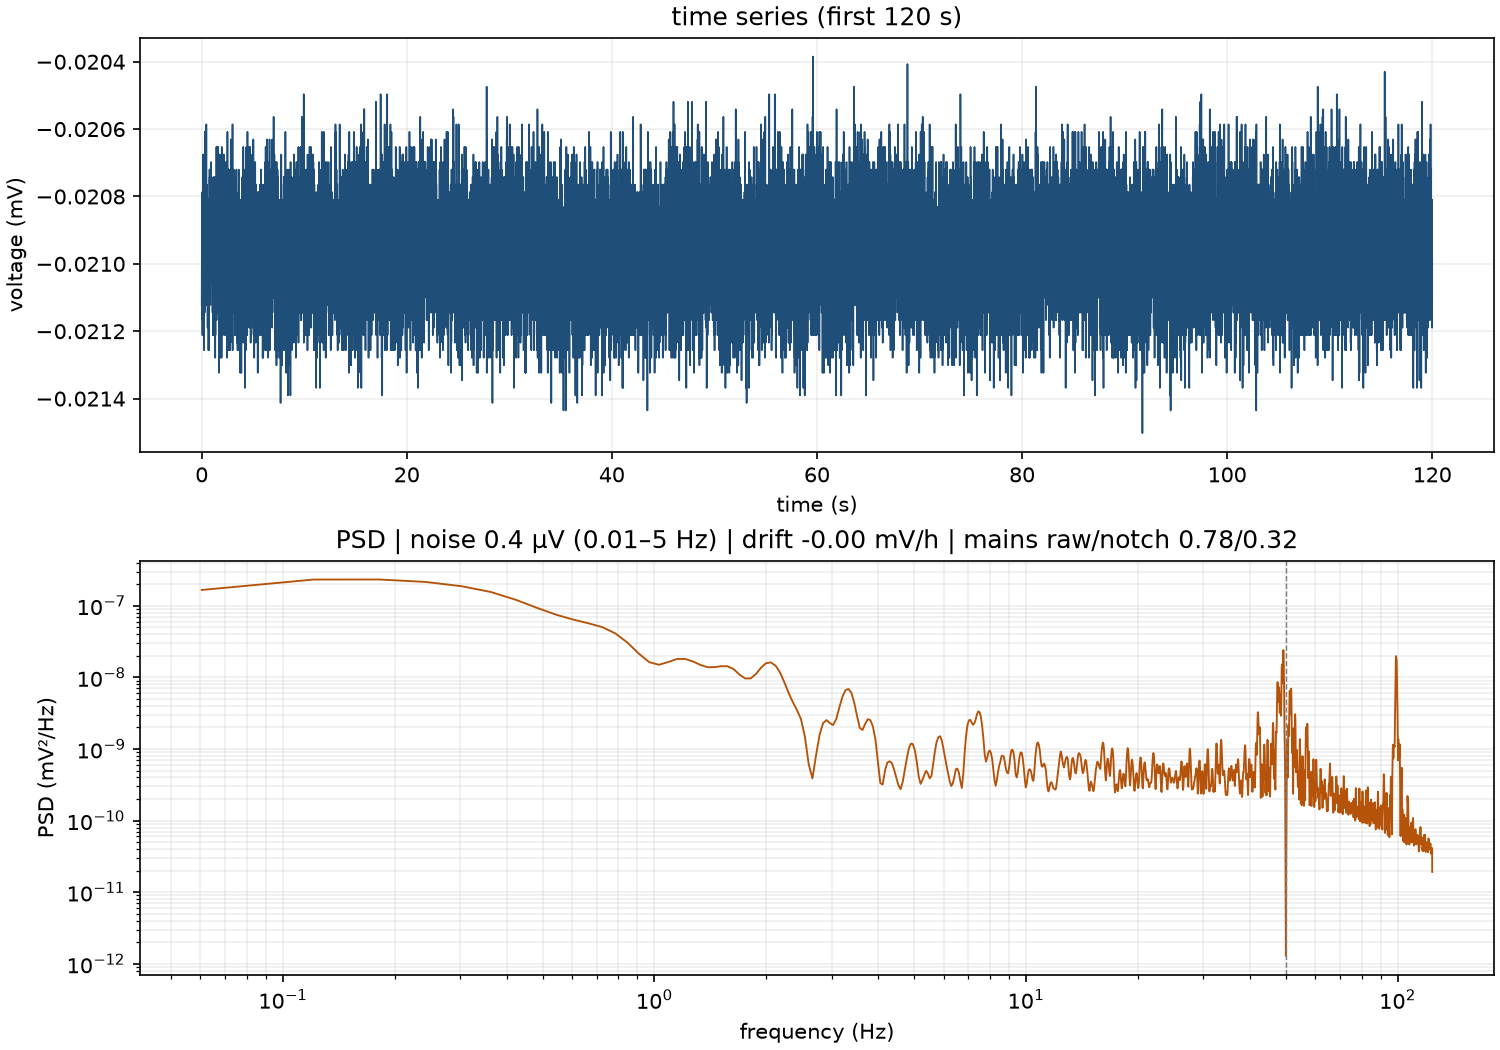 time series (first 120 s)
−0.0204
−0.0206
−0.0208
−0.0210
−0.0212
−0.0214
voltage (mV)
0 20 40 60 80 100 120
time (s)
PSD | noise 0.4 µV (0.01–5 Hz) | drift -0.00 mV/h | mains raw/notch 0.78/0.32
10⁻⁷
10⁻⁸
10⁻⁹
10⁻¹⁰
10⁻¹¹
10⁻¹²
PSD (mV²/Hz)
10⁻¹ 10⁰ 10¹ 10²
frequency (Hz)